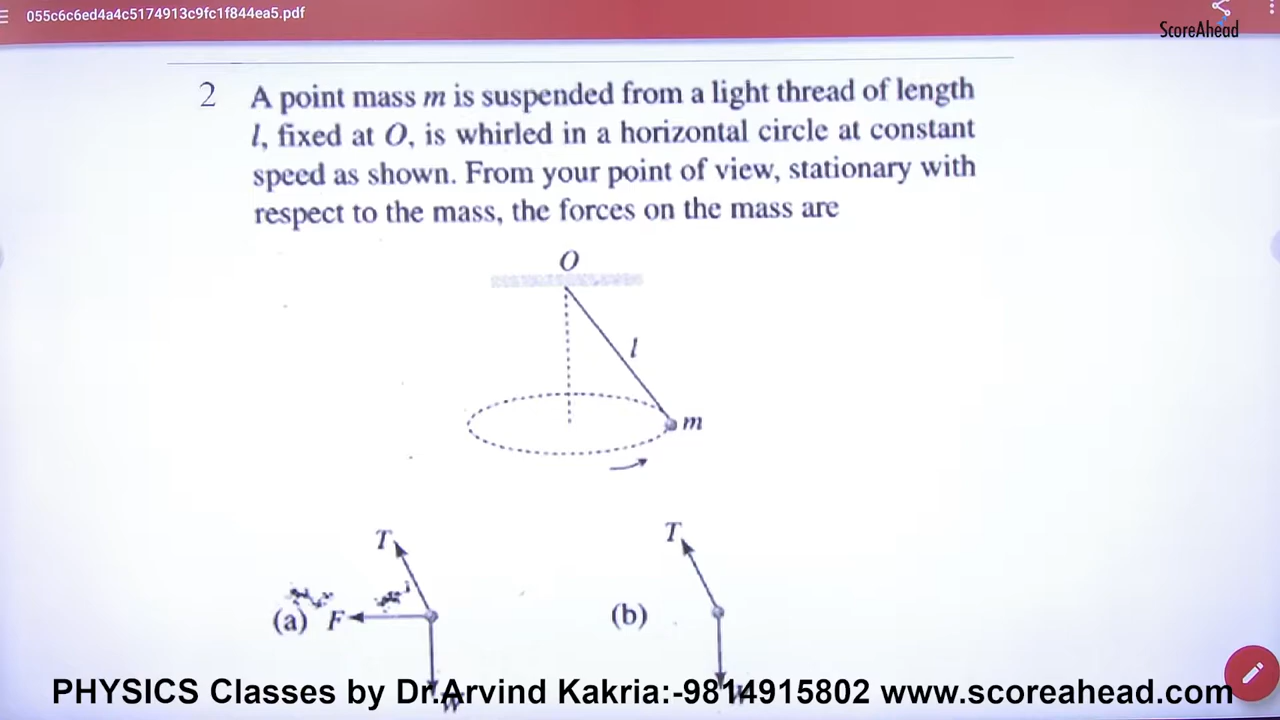 055c6c6ed4a4c5174913c9fc1f844ea5.pdf
ScoreAhead
2 A point mass m is suspended from a light thread of length
l, fixed at O, is whirled in a horizontal circle at constant
speed as shown. From your point of view, stationary with
respect to the mass, the forces on the mass are
O
l
m
T
T
(a) F
(b)
PHYSICS Classes by Dr.Arvind Kakria:-9814915802 www.scoreahead.com